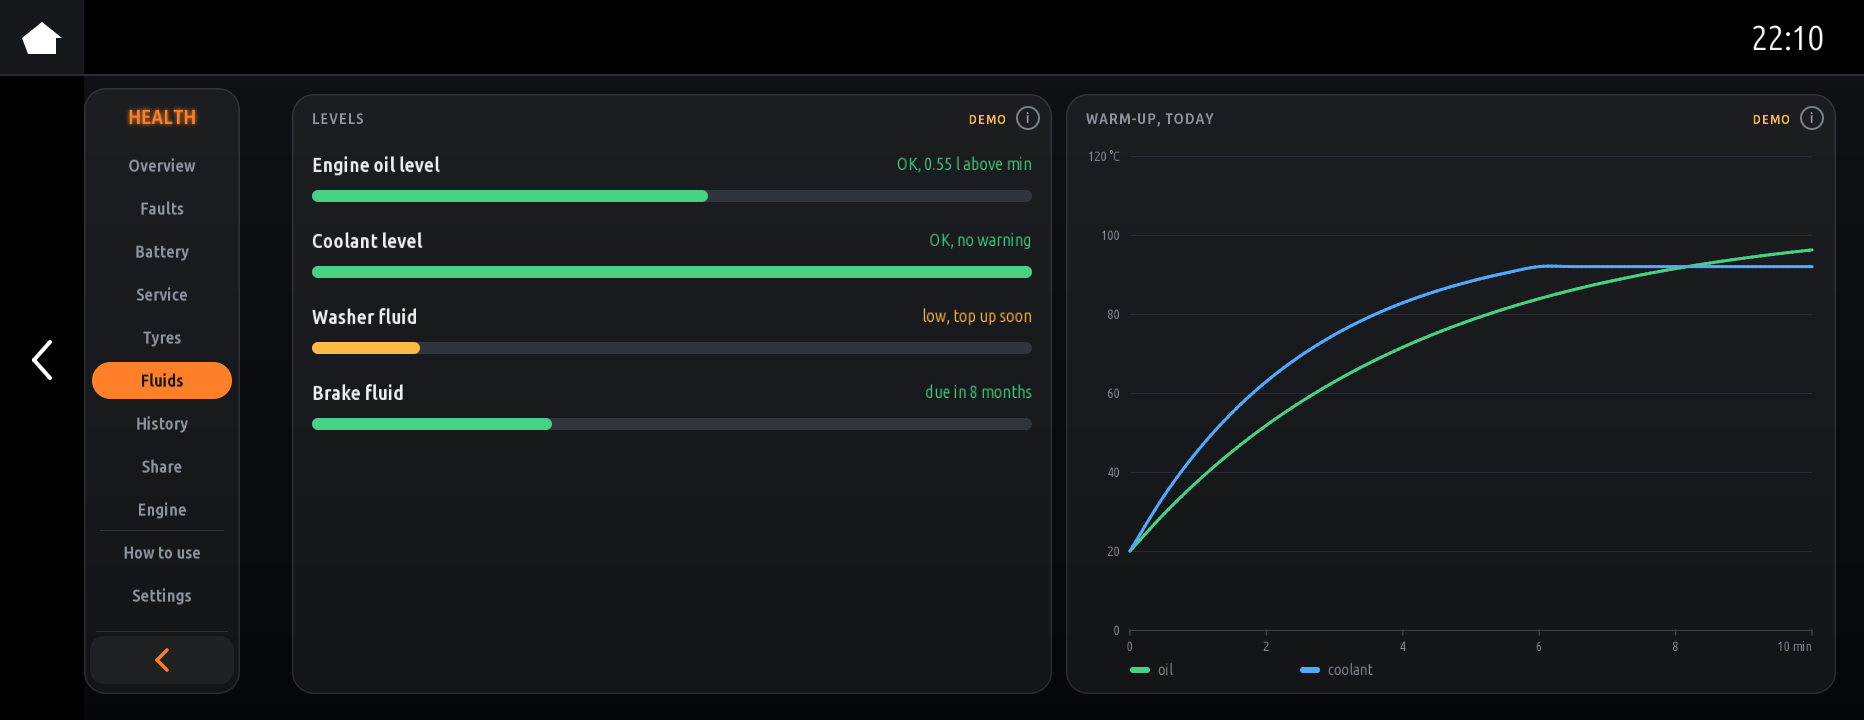 22:10
HEALTH
Overview
Faults
Battery
Service
Tyres
Fluids
History
Share
Engine
How to use
Settings
LEVELS
DEMO
i
Engine oil level
OK, 0.55 l above min
Coolant level
OK, no warning
Washer fluid
low, top up soon
Brake fluid
due in 8 months
WARM-UP, TODAY
DEMO
i
120 °C
100
80
60
40
20
0
0 2 4 6 8 10 min
oil coolant